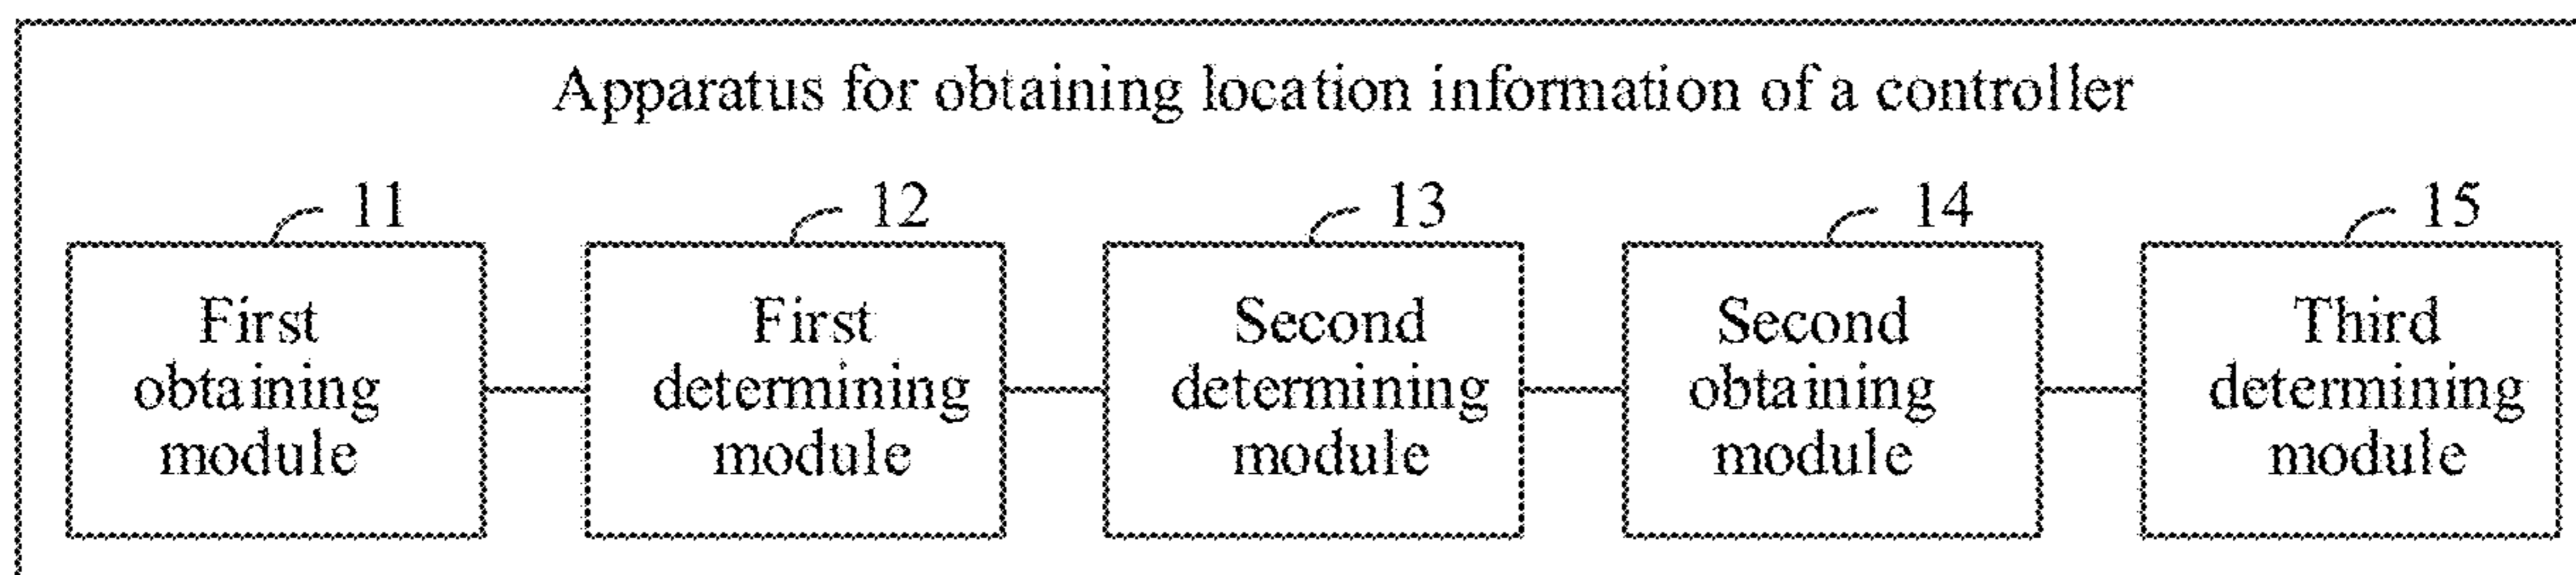 Apparatus for obtaining location information of a controller
11
12
13
14
15
First
obtaining
module
First
determining
module
Second
determining
module
Second
obtaining
module
Third
determining
module